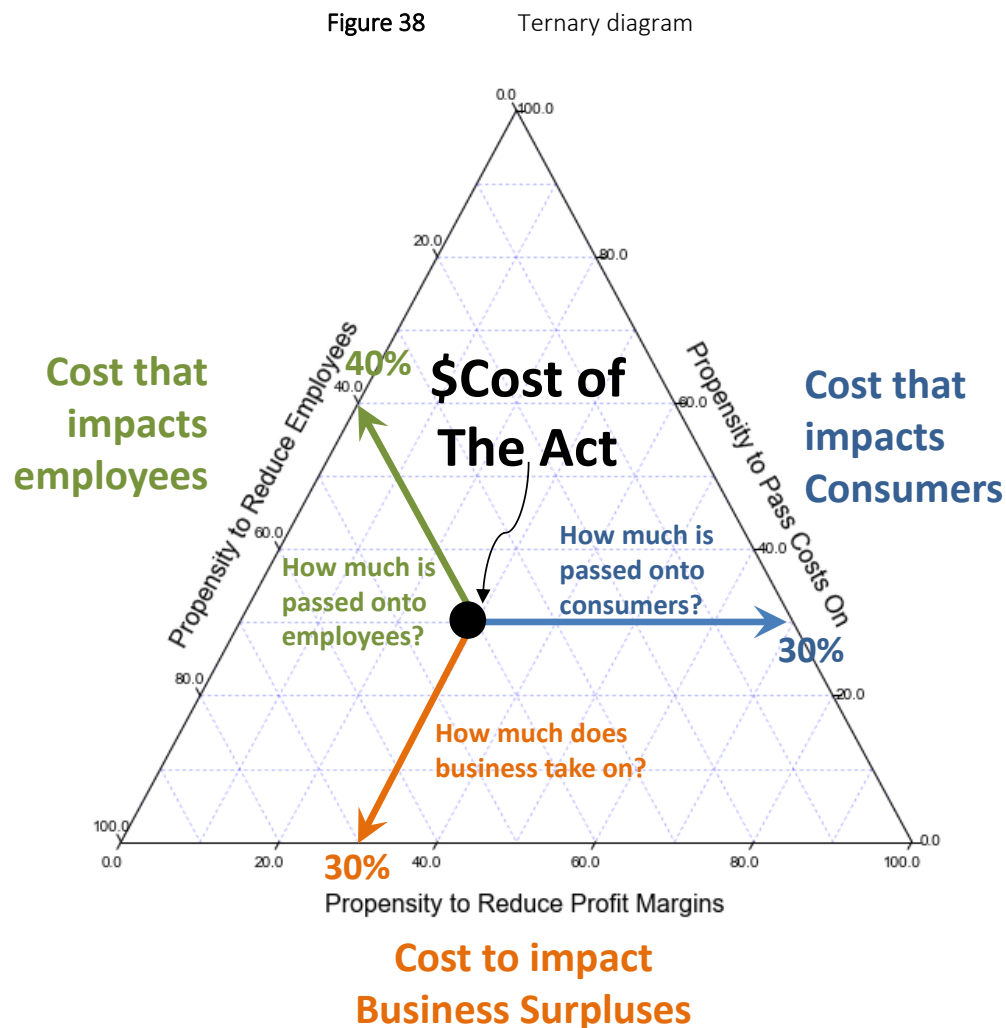 Figure 38 Ternary diagram
0.0
100.0
20.0
80.0
Propensity to Reduce Employees
Propensity to Pass Costs On
40%
40.0
60.0
$Cost of
The Act
Cost that
impacts
employees
Cost that
impacts
Consumers
60.0
40.0
How much is
passed onto
employees?
How much is
passed onto
consumers?
30%
80.0
20.0
How much does
business take on?
100.0
0.0
0.0
20.0
30%
40.0
60.0
80.0
100.0
Propensity to Reduce Profit Margins
Cost to impact
Business Surpluses